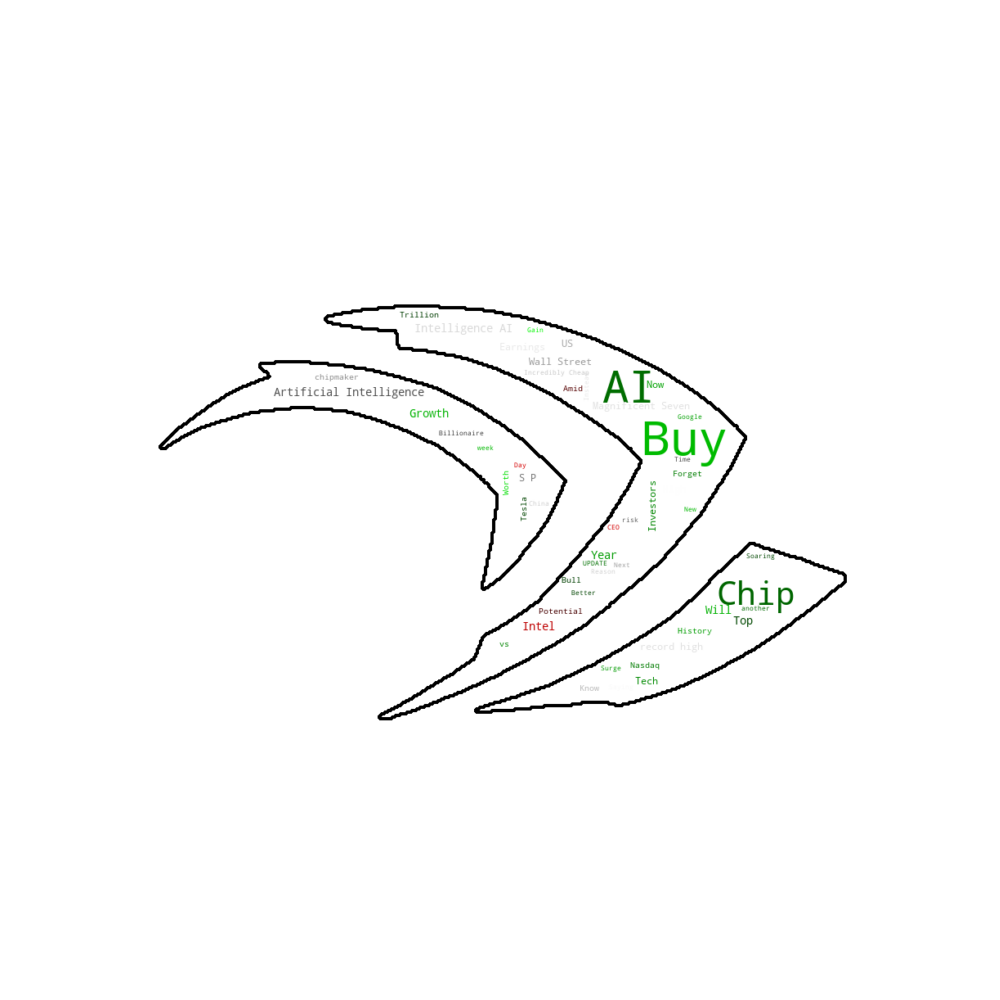 Trillion
Intelligence AI
Gain
US
Earnings
Wall Street
Incredibly Cheap
chipmaker
Artificial Intelligence
Amid
AI
Now
Magnificent Seven
Growth
Google
Buy
Billionaire
week
Time
Day
Forget
S P
Worth
Tesla
Investors
New
risk
CEO
Year
UPDATE
Next
Reason
Soaring
Bull
Better
Chip
Potential
Will
another
Top
Intel
History
vs
record high
Surge
Nasdaq
Tech
Know